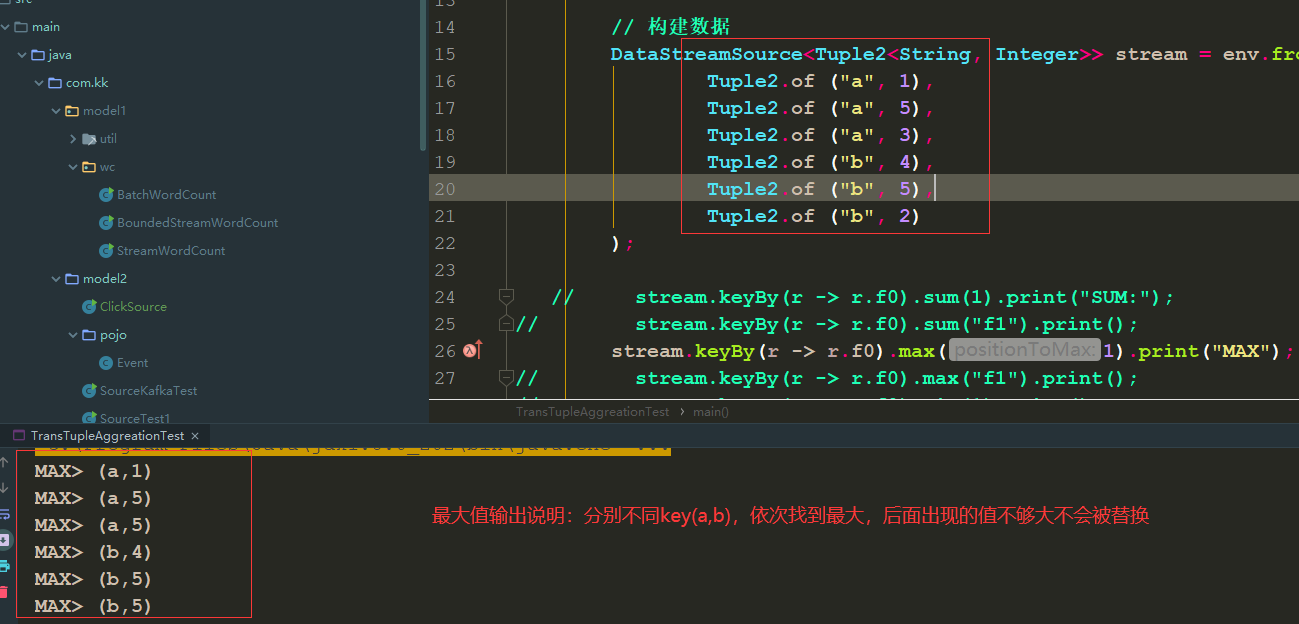 main
java
com.kk
model1
util
wc
BatchWordCount
BoundedStreamWordCount
StreamWordCount
model2
ClickSource
pojo
Event
SourceKafkaTest
SourceTest1
14 // 构建数据
15 DataStreamSource<Tuple2<String, Integer>> stream = env.fro
16 Tuple2.of ("a", 1),
17 Tuple2.of ("a", 5),
18 Tuple2.of ("a", 3),
19 Tuple2.of ("b", 4),
20 Tuple2.of ("b", 5),
21 Tuple2.of ("b", 2)
22 );
23
24 // stream.keyBy(r -> r.f0).sum(1).print("SUM:");
25 // stream.keyBy(r -> r.f0).sum("f1").print();
26 stream.keyBy(r -> r.f0).max(positionToMax: 1).print("MAX");
27 // stream.keyBy(r -> r.f0).max("f1").print();
TransTupleAggreationTest › main()
TransTupleAggreationTest ×
MAX> (a,1)
MAX> (a,5)
MAX> (a,5)
MAX> (b,4)
MAX> (b,5)
MAX> (b,5)
最大值输出说明：分别不同key(a,b)，依次找到最大，后面出现的值不够大不会被替换